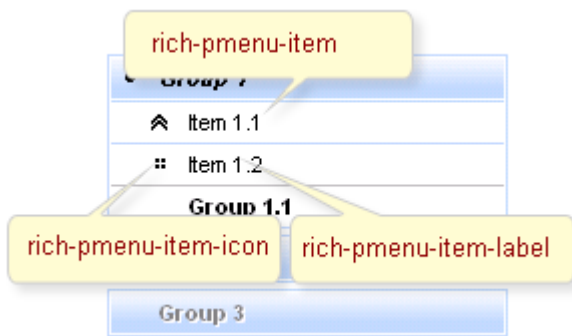 rich-pmenu-item
Group 1
Item 1.1
Item 1.2
Group 1.1
rich-pmenu-item-icon
rich-pmenu-item-label
Group 3